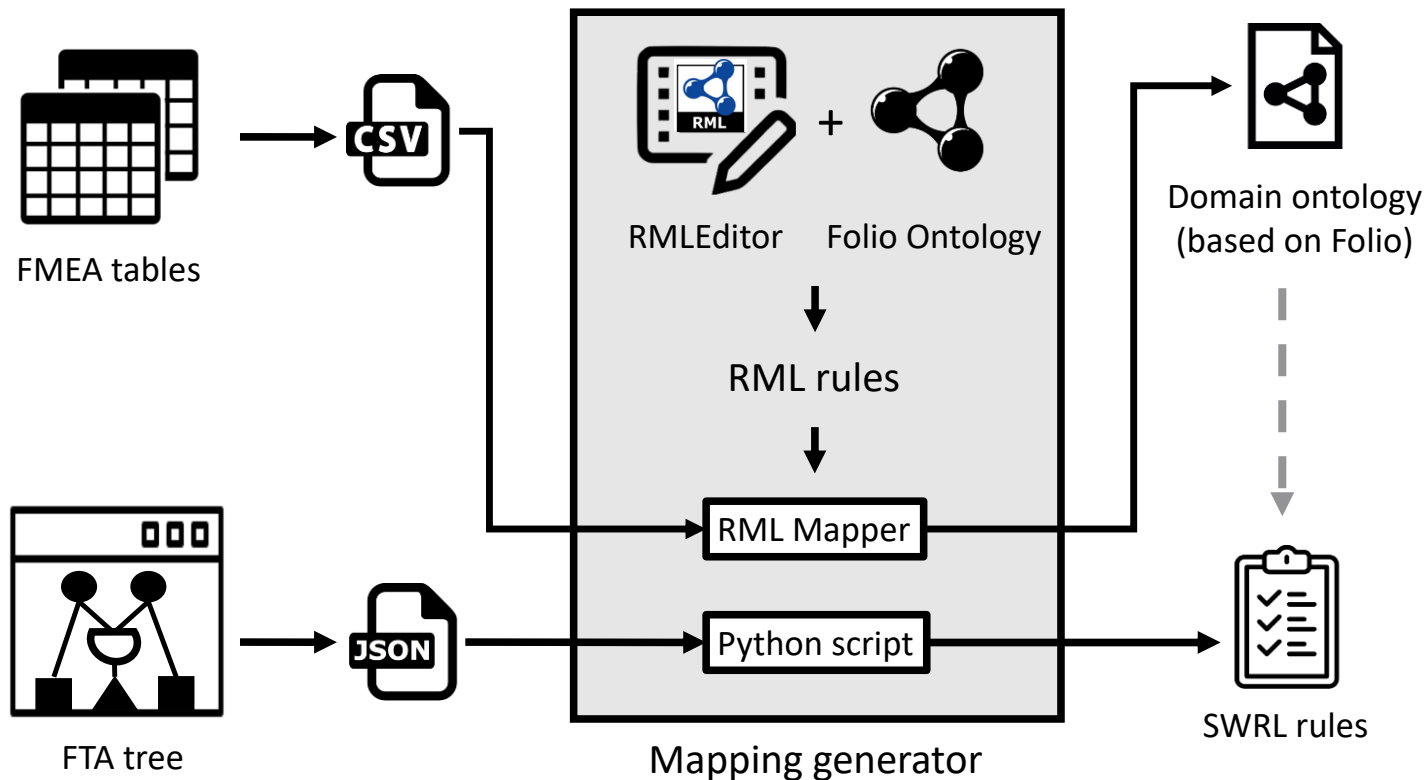 FMEA tables
CSV
RML
+
RMLEditor
Folio Ontology
RML rules
RML Mapper
Domain ontology
(based on Folio)
FTA tree
JSON
Python script
SWRL rules
Mapping generator